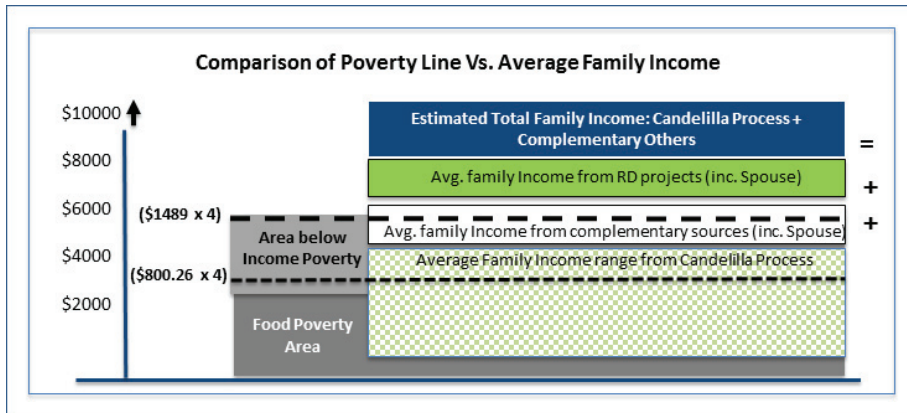 Comparison of Poverty Line Vs. Average Family Income
$10000
Estimated Total Family Income: Candelilla Process +
Complementary Others
=
$8000
Avg. family Income from RD projects (inc. Spouse)
+
$6000
($1489 x 4)
Avg. family Income from complementary sources (inc. Spouse)
+
Area below
Income Poverty
$4000
Average Family Income range from Candelilla Process
($800.26 x 4)
$2000
Food Poverty
Area